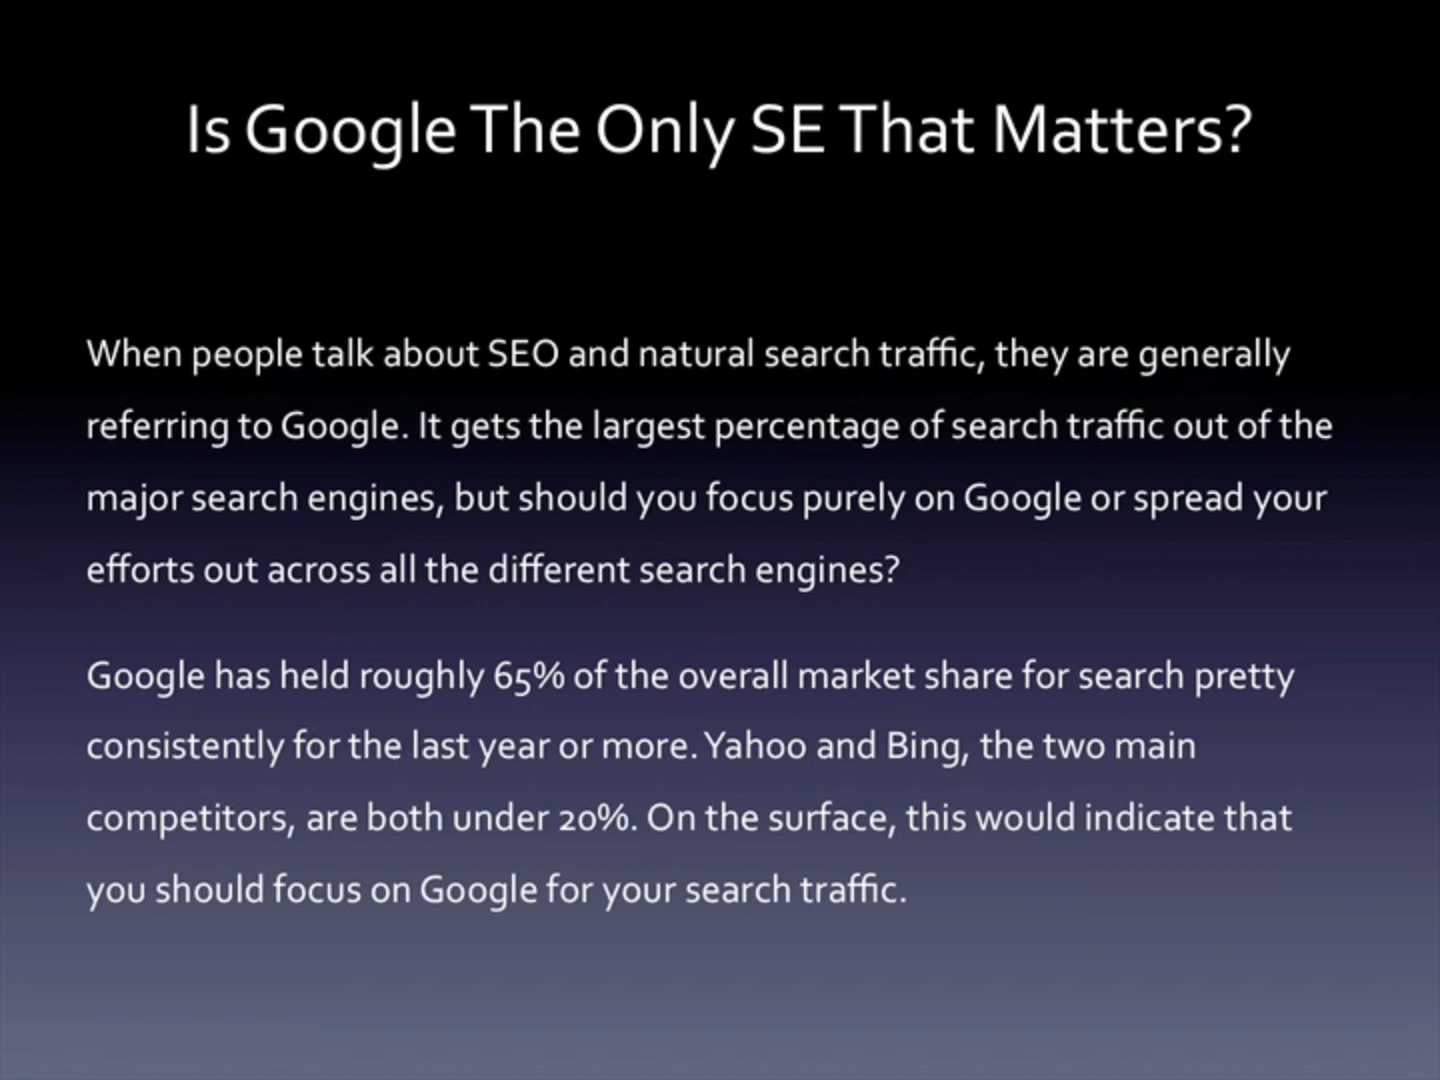 Is Google The Only SE That Matters?
When people talk about SEO and natural search traffic, they are generally
referring to Google. It gets the largest percentage of search traffic out of the
major search engines, but should you focus purely on Google or spread your
efforts out across all the different search engines?
Google has held roughly 65% of the overall market share for search pretty
consistently for the last year or more. Yahoo and Bing, the two main
competitors, are both under 20%. On the surface, this would indicate that
you should focus on Google for your search traffic.